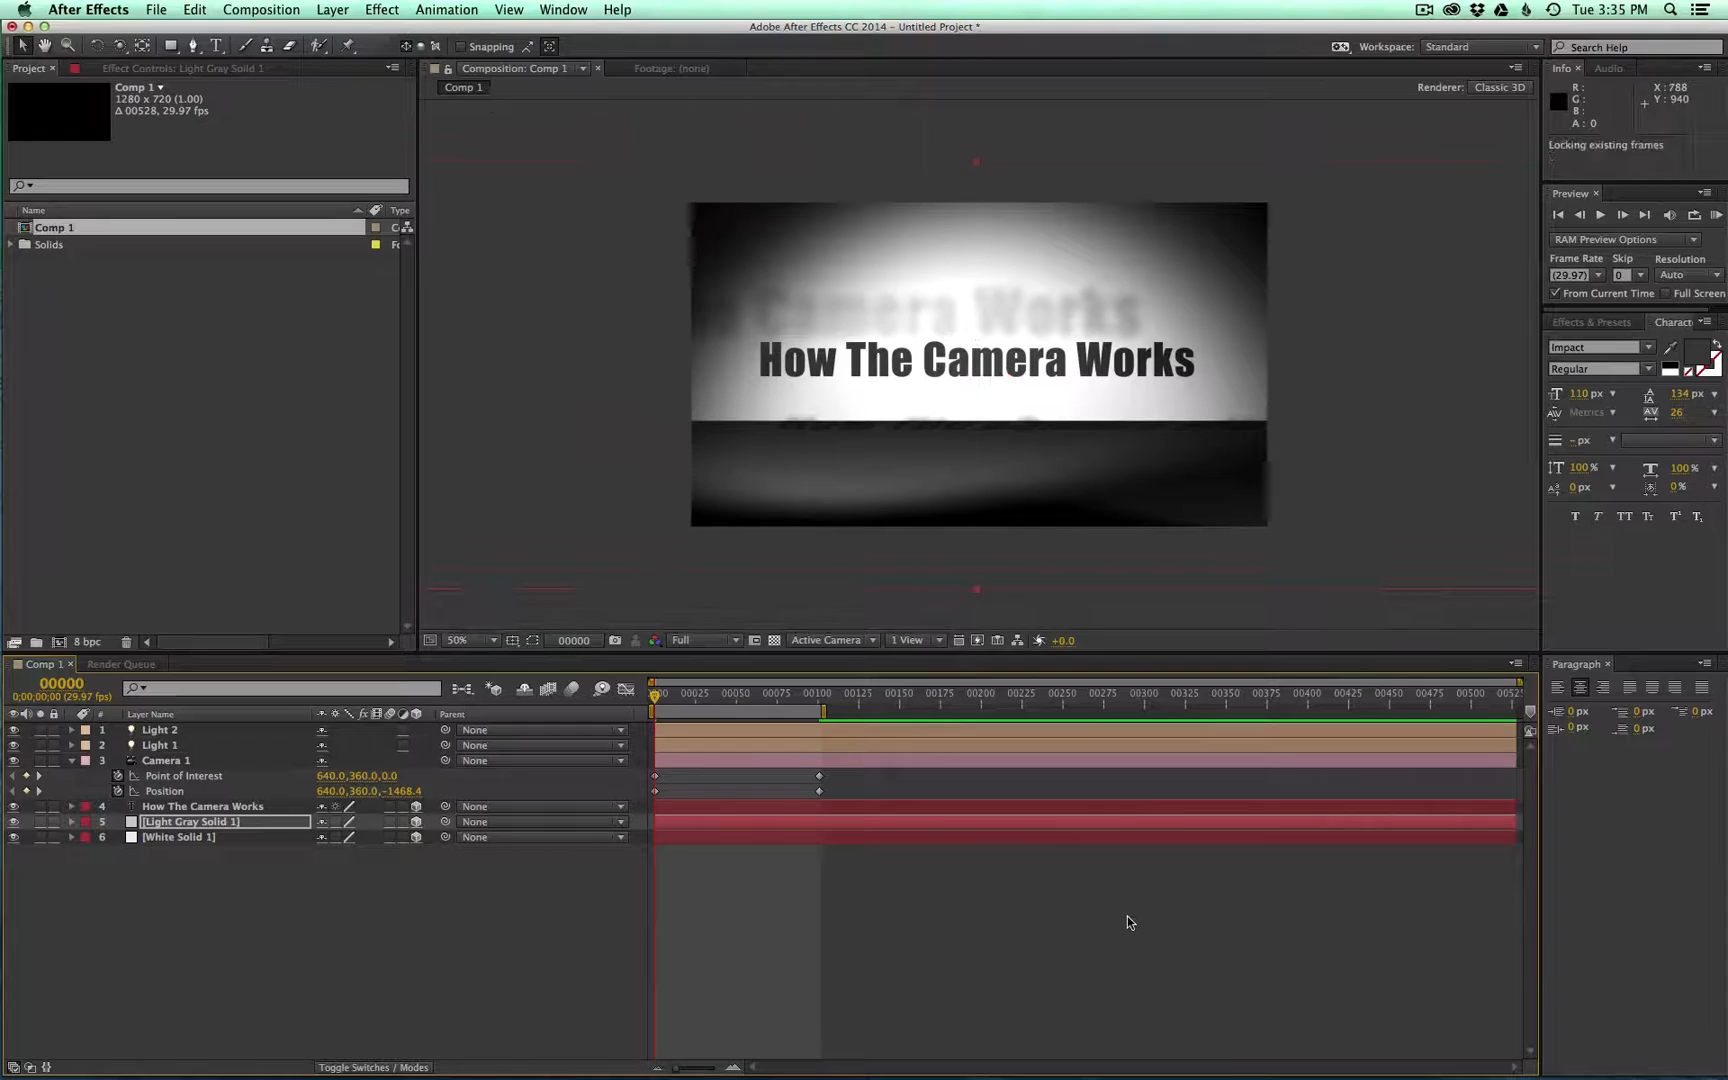 After Effects File Edit Composition Layer Effect Animation View Window Help Tue 3:35 PM
Adobe After Effects CC 2014 – Untitled Project *
Snapping Workspace: Standard Search Help
Project × Effect Controls: Light Gray Solid 1 Composition: Comp 1 × Footage: (none) Info × Audio
Comp 1
1280 x 720 (1.00)
Δ 00528, 29.97 fps
Comp 1 Renderer: Classic 3D
R : X : 788
G : Y : 940
B :
A : 0
Locking existing frames
Preview ×
RAM Preview Options
Frame Rate Skip Resolution
(29.97) 0 Auto
From Current Time Full Screen
Name Type
Comp 1 C
Solids Fo
Camera Works
How The Camera Works
Effects & Presets Charact
Impact
Regular
110 px 134 px
Metrics 26
- px
100 % 100 %
0 px 0 %
T T TT Tт T¹ T₁
8 bpc
50% 00000 Full Active Camera 1 View +0.0
Comp 1 × Render Queue
00000
0;00;00;00 (29.97 fps)
00025 00050 00075 00100 00125 00150 00175 00200 00225 00250 00275 00300 00325 00350 00375 00400 00425 00450 00475 00500
# Layer Name fx Parent
1 Light 2 None
2 Light 1 None
3 Camera 1 None
Point of Interest 640.0,360.0,0.0
Position 640.0,360.0,-1468.4
4 How The Camera Works None
5 [Light Gray Solid 1] None
6 [White Solid 1] None
Toggle Switches / Modes
Paragraph ×
0 px 0 px 0 px
0 px 0 px